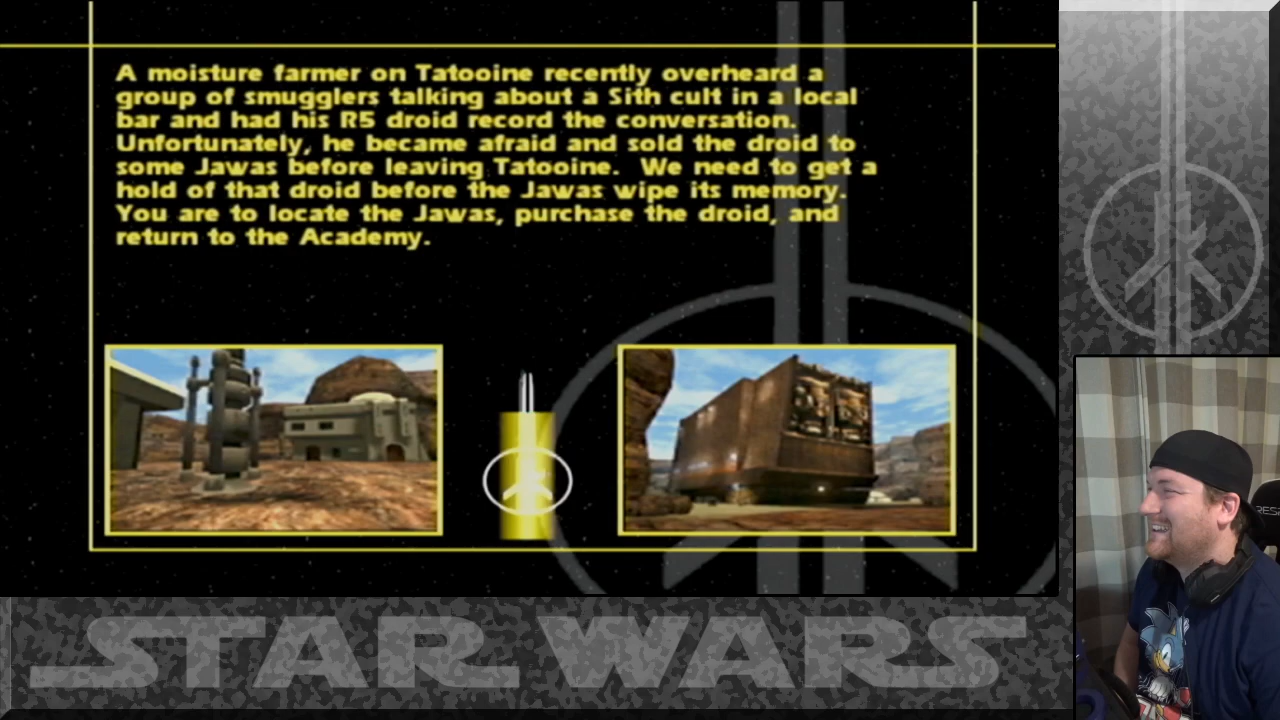 A moisture farmer on Tatooine recently overheard a
group of smugglers talking about a Sith cult in a local
bar and had his R5 droid record the conversation.
Unfortunately, he became afraid and sold the droid to
some Jawas before leaving Tatooine.  We need to get a
hold of that droid before the Jawas wipe its memory.
You are to locate the Jawas, purchase the droid, and
return to the Academy.
STAR WARS